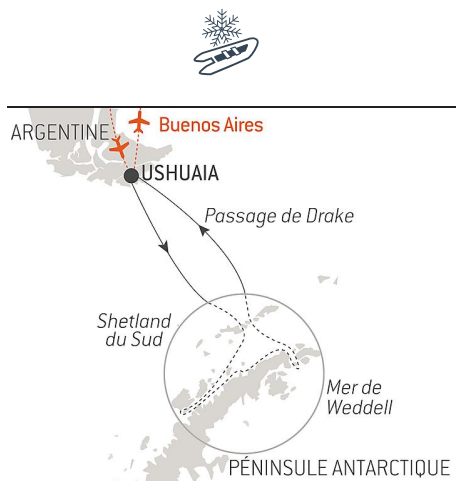 ARGENTINE
Buenos Aires
USHUAIA
Passage de Drake
Shetland
du Sud
Mer de
Weddell
PÉNINSULE ANTARCTIQUE